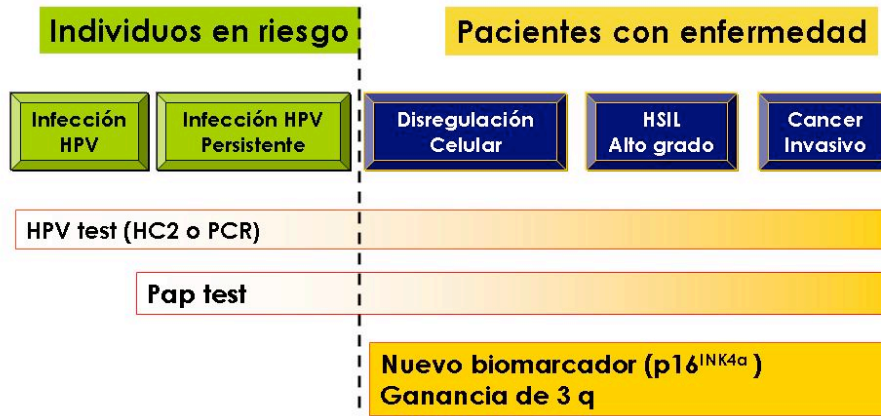 Individuos en riesgo
Pacientes con enfermedad
Infección
HPV
Infección HPV
Persistente
Disregulación
Celular
HSIL
Alto grado
Cancer
Invasivo
HPV test (HC2 o PCR)
Pap test
Nuevo biomarcador (p16INK4a )
Ganancia de 3 q